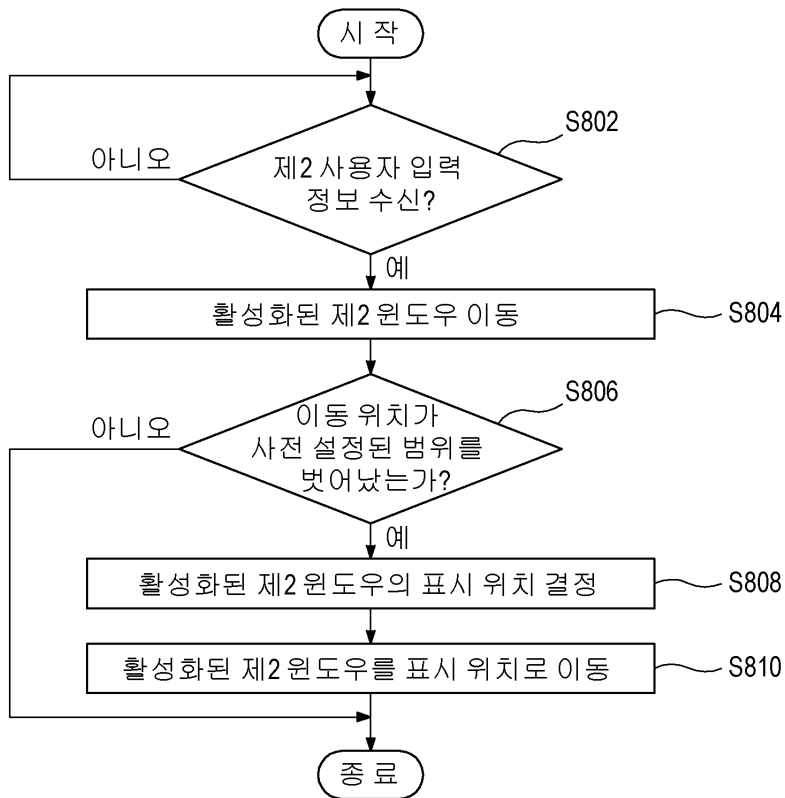 시 작
S802
아니오
제2 사용자 입력
정보 수신?
예
활성화된 제2 윈도우 이동
S804
S806
아니오
이동 위치가
사전 설정된 범위를
벗어났는가?
예
활성화된 제2 윈도우의 표시 위치 결정
S808
활성화된 제2 윈도우를 표시 위치로 이동
S810
종 료